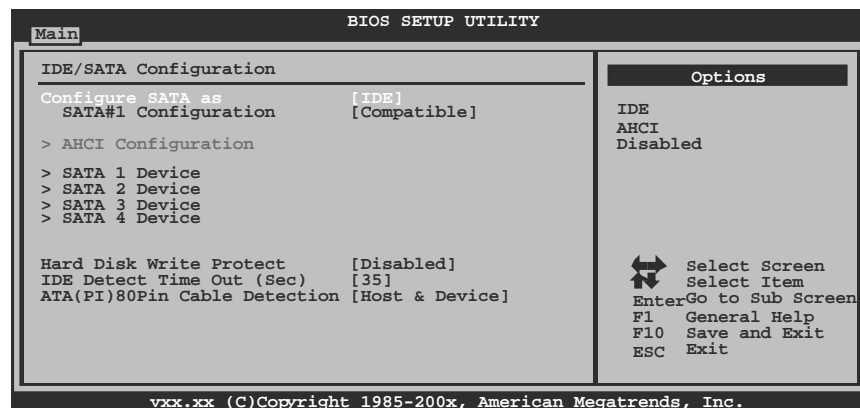 BIOS SETUP UTILITY
Main
IDE/SATA Configuration
Configure SATA as [IDE]
SATA#1 Configuration [Compatible]
> AHCI Configuration
> SATA 1 Device
> SATA 2 Device
> SATA 3 Device
> SATA 4 Device
Hard Disk Write Protect [Disabled]
IDE Detect Time Out (Sec) [35]
ATA(PI)80Pin Cable Detection [Host & Device]
Options
IDE
AHCI
Disabled
Select Screen
Select Item
Enter Go to Sub Screen
F1 General Help
F10 Save and Exit
ESC Exit
vxx.xx (C)Copyright 1985-200x, American Megatrends, Inc.